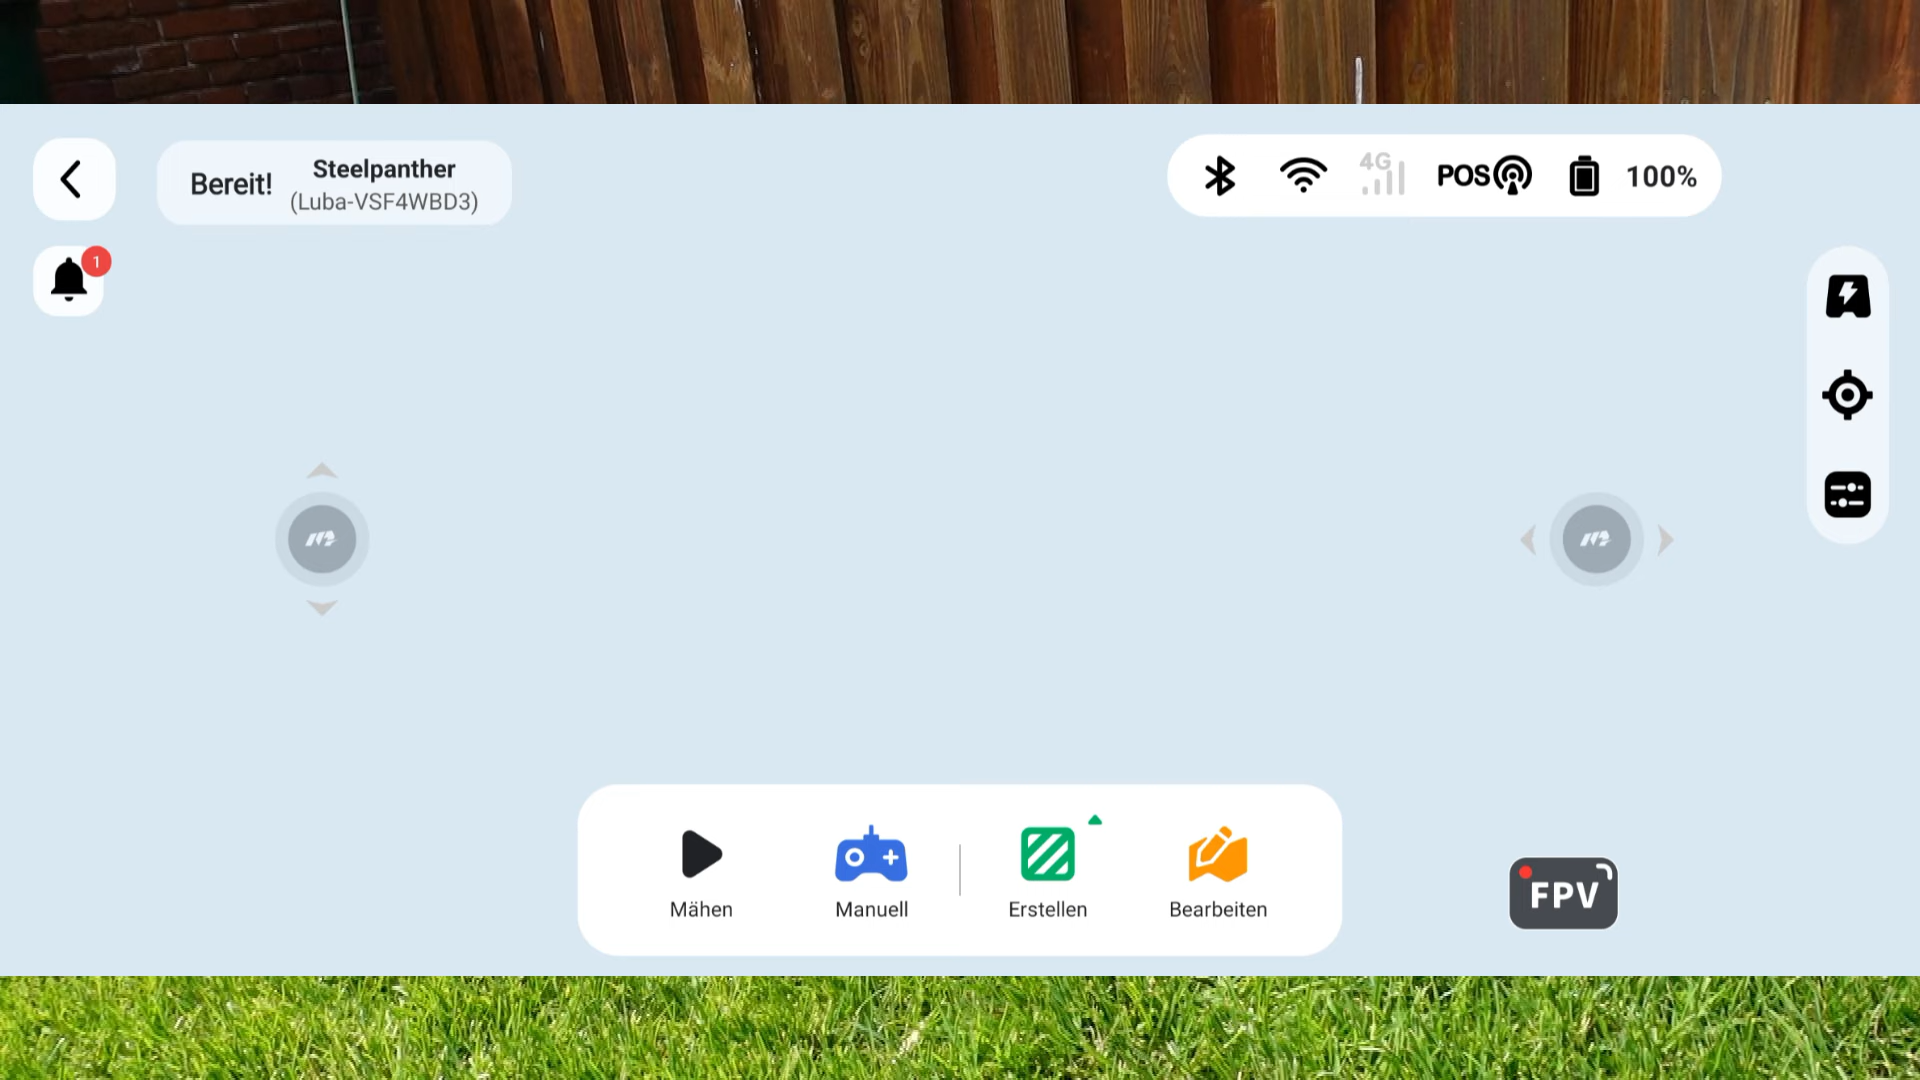 Bereit!
Steelpanther
(Luba-VSF4WBD3)
4G
POS
100%
1
Mähen
Manuell
Erstellen
Bearbeiten
FPV